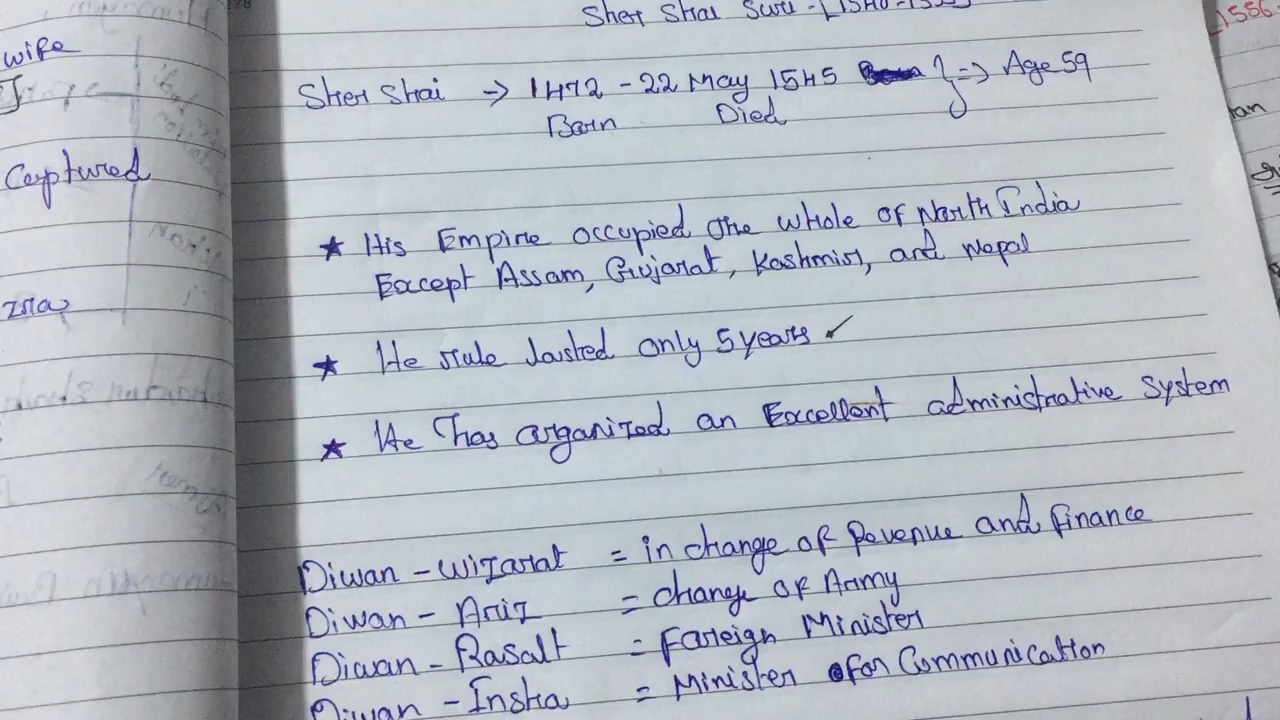 wife
Captured
Sher Shai Suri - [1540-
Sher Shai → 1472 - 22 May 1545 } => Age 59
Born Died
★ His Empire occupied the whole of North India
Except Assam, Gujarat, Kashmir, and Nepal
★ He rule lasted only 5 years ✓
★ He has organized an Excellent administrative System
Diwan - Wizarat = in change of Revenue and finance
Diwan - Ariz = change of Army
Diwan - Rasalt = Foreign Minister
Diwan - Insha = Minister for Communication
1556